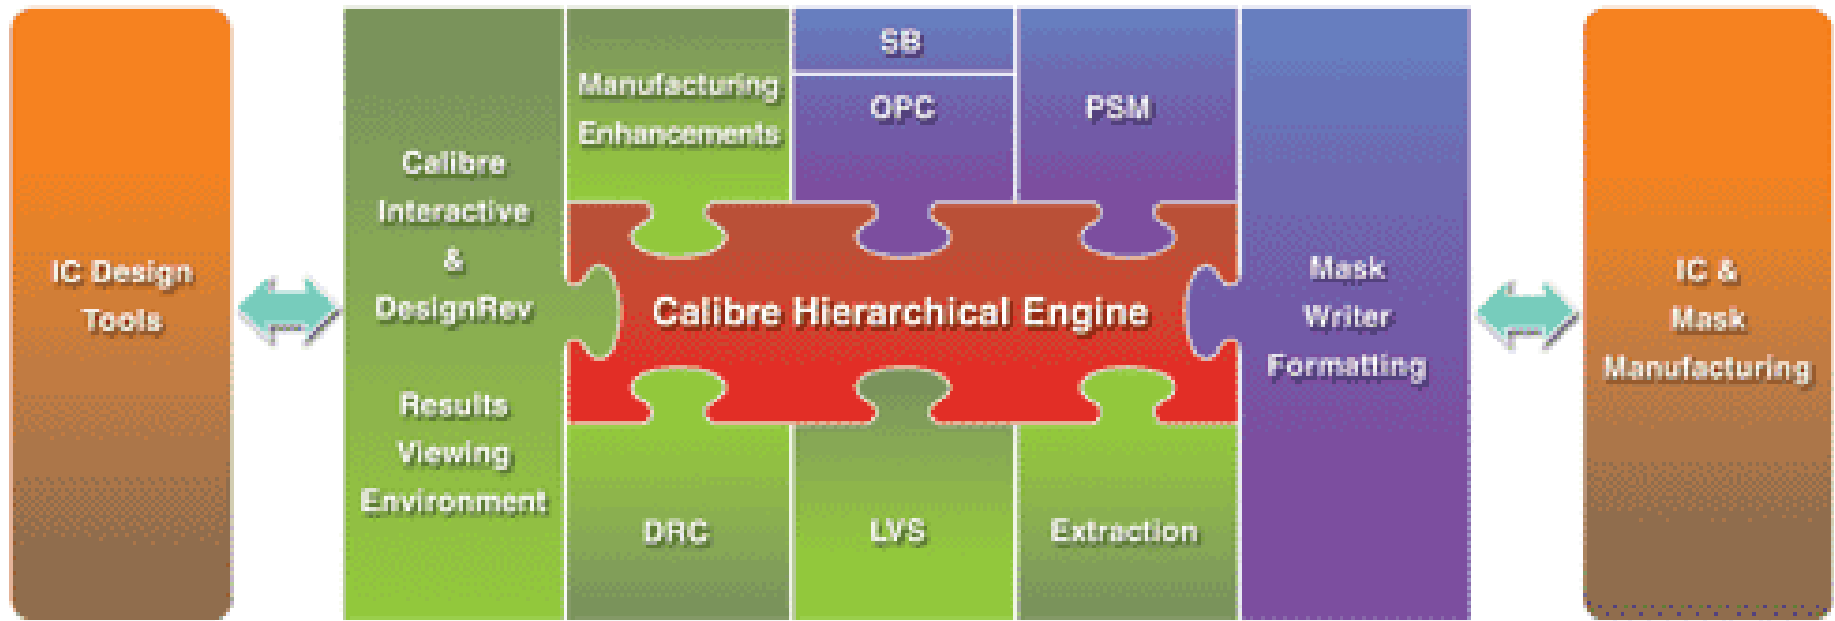 IC Design
Tools
Calibre
Interactive
&
DesignRev
Results
Viewing
Environment
Manufacturing
Enhancements
SB
OPC
PSM
Calibre Hierarchical Engine
DRC
LVS
Extraction
Mask
Writer
Formatting
IC &
Mask
Manufacturing